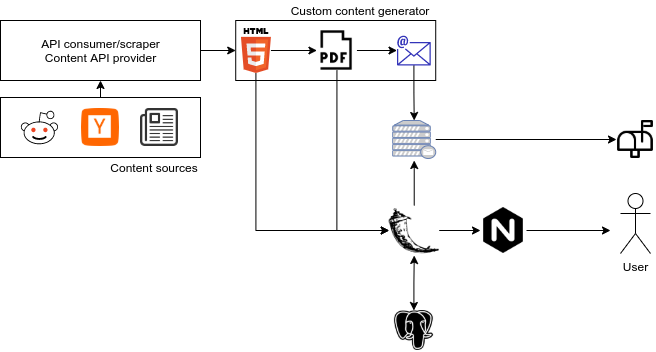 Custom content generator
API consumer/scraper
Content API provider
HTML
5
PDF
@
Y
Content sources
N
User